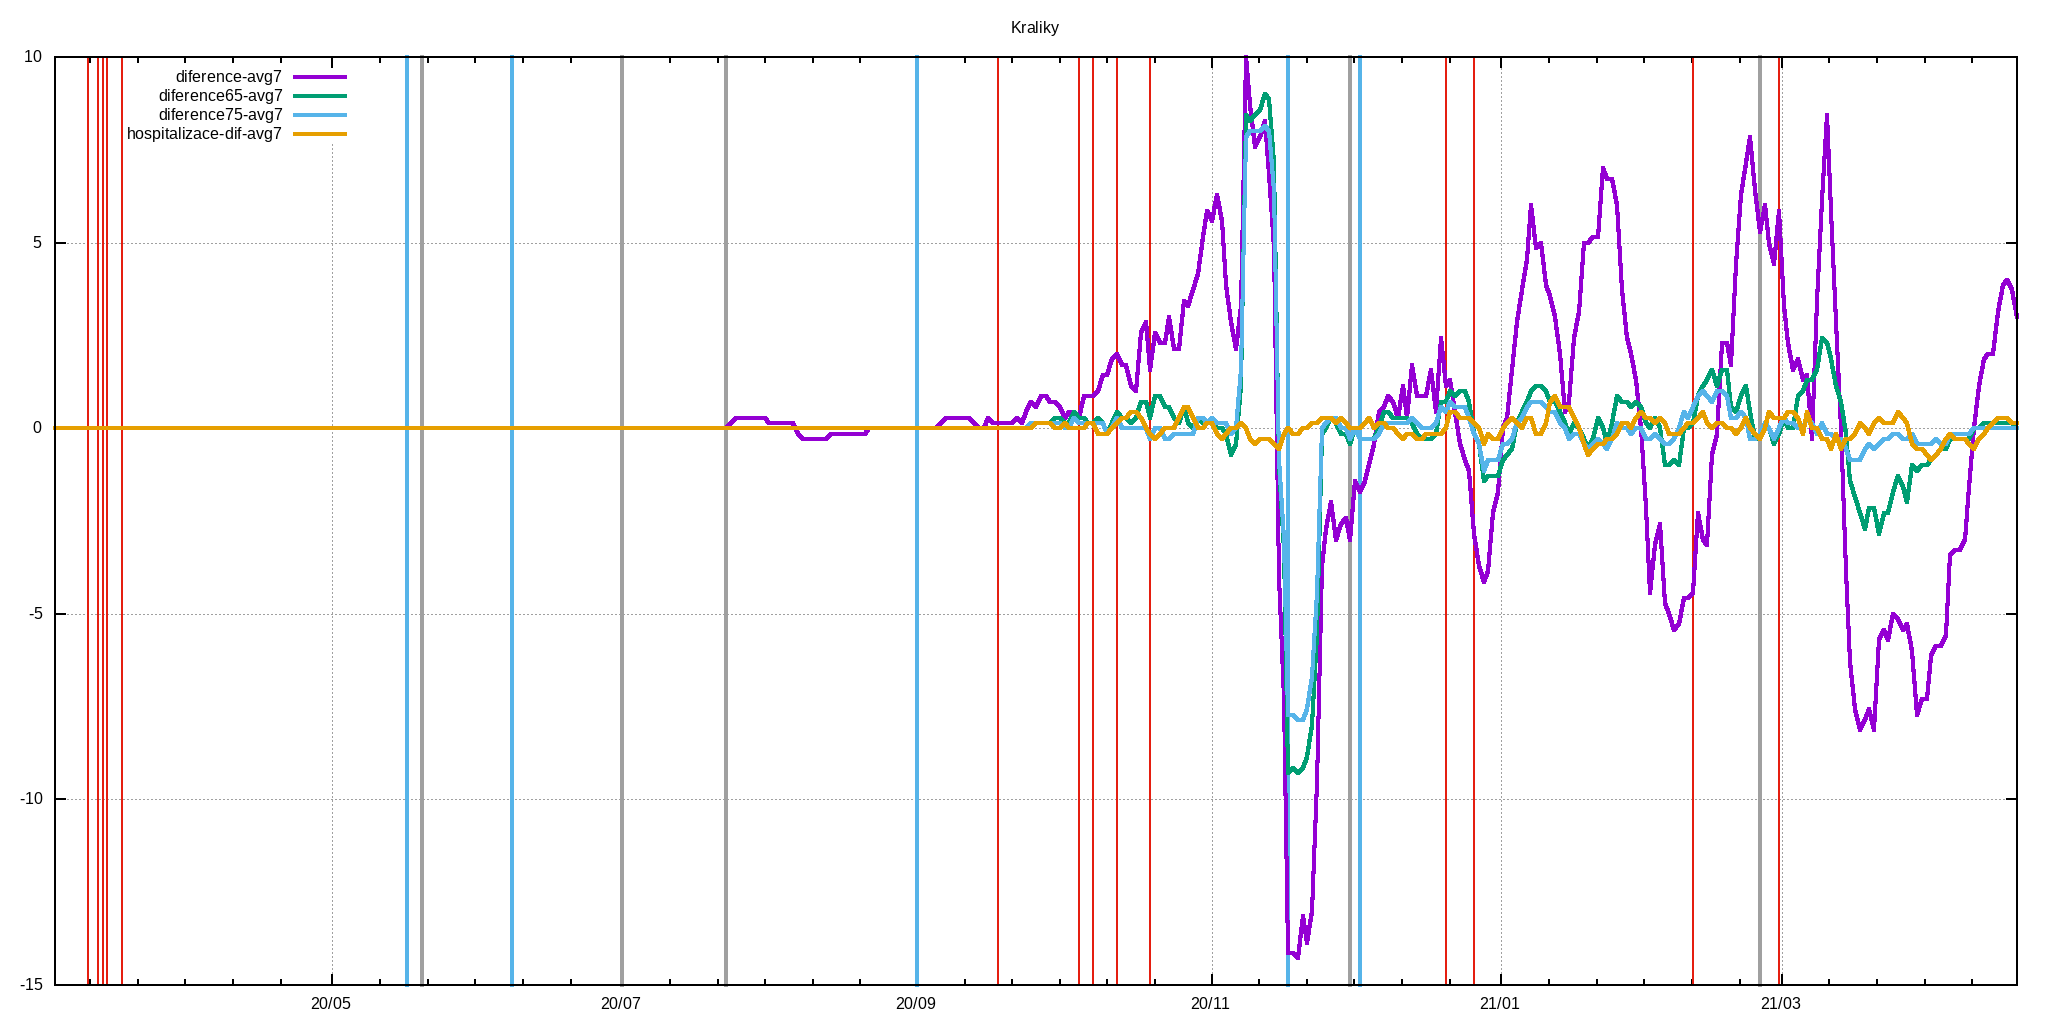 Kraliky
10
diference-avg7
diference65-avg7
diference75-avg7
hospitalizace-dif-avg7
5
0
-5
-10
-15
20/05 20/07 20/09 20/11 21/01 21/03